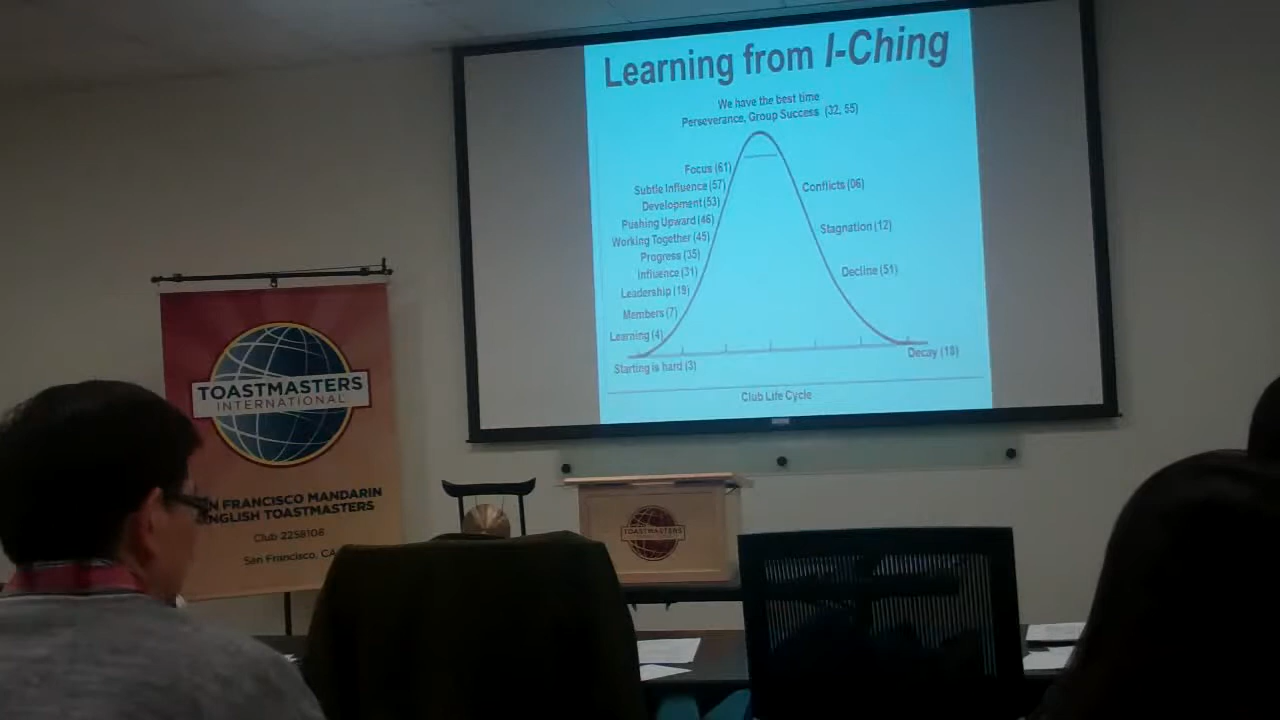 Learning from I-Ching
We have the best time
Perseverance, Group Success (32, 55)
Focus (61)
Subtle Influence (57)
Development (53)
Pushing Upward (46)
Working Together (45)
Progress (35)
Influence (31)
Leadership (19)
Members (7)
Learning (4)
Starting is hard (3)
Conflicts (06)
Stagnation (12)
Decline (51)
Decay (18)
Club Life Cycle
TOASTMASTERS
INTERNATIONAL
N FRANCISCO MANDARIN
NGLISH TOASTMASTERS
Club 2258108
San Francisco, CA
TOASTMASTERS